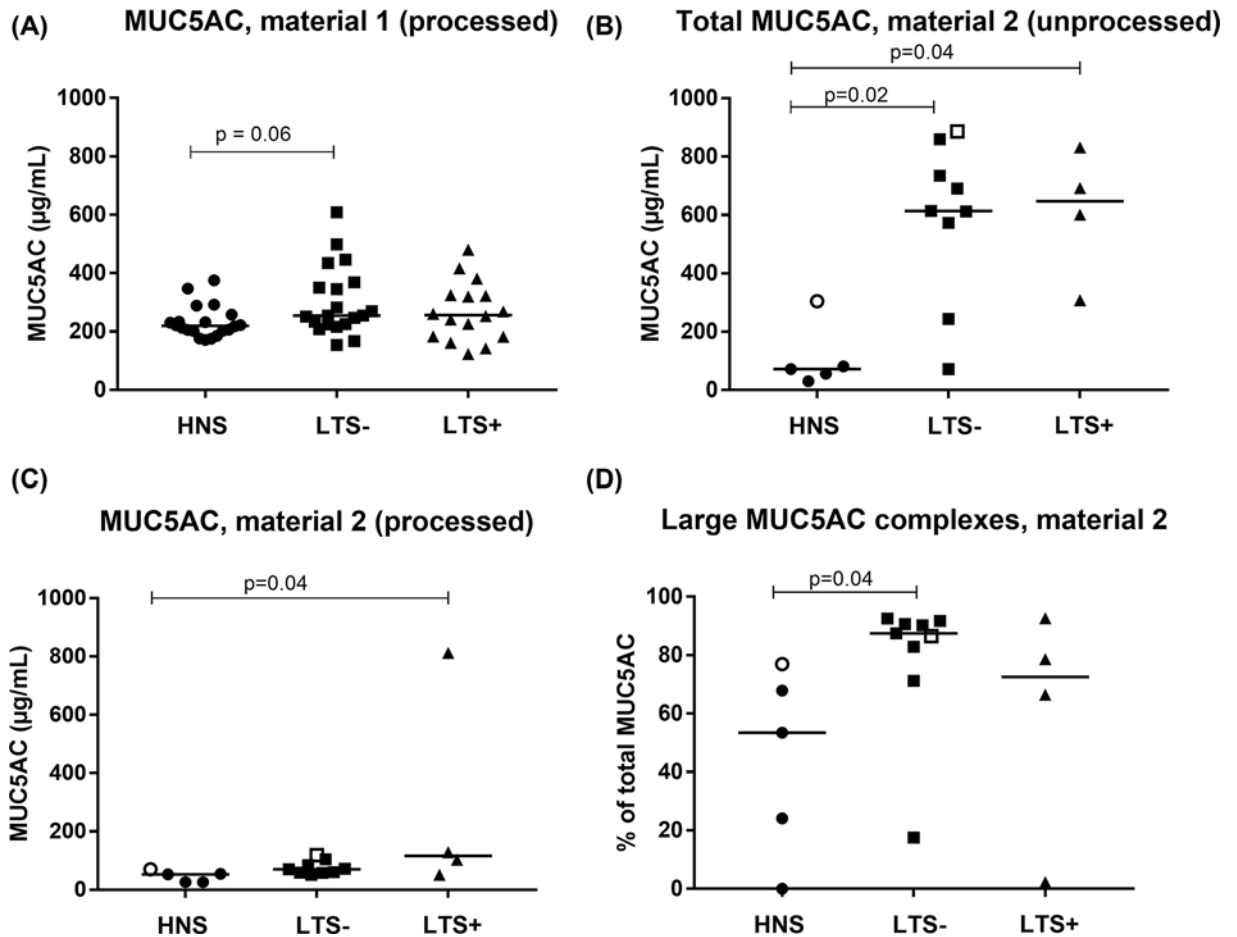 (A) MUC5AC, material 1 (processed)
p = 0.06
MUC5AC (µg/mL)
1000
800
600
400
200
0
HNS LTS- LTS+
(B) Total MUC5AC, material 2 (unprocessed)
p=0.04
p=0.02
MUC5AC (µg/mL)
1000
800
600
400
200
0
HNS LTS- LTS+
(C)
MUC5AC, material 2 (processed)
p=0.04
MUC5AC (µg/mL)
1000
800
600
400
200
0
HNS LTS- LTS+
(D)
Large MUC5AC complexes, material 2
p=0.04
% of total MUC5AC
100
80
60
40
20
0
HNS LTS- LTS+